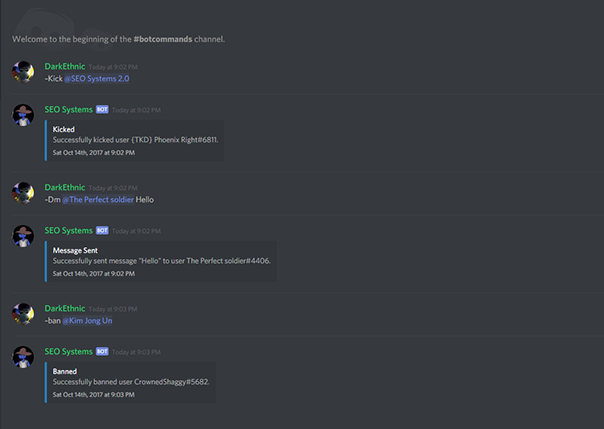 Welcome to the beginning of the #botcommands channel.
DarkEthnic Today at 9:02 PM
-Kick @SEO Systems 2.0
SEO Systems BOT Today at 9:02 PM
Kicked
Successfully kicked user {TKD} Phoenix Right#6811.
Sat Oct 14th, 2017 at 9:02 PM
DarkEthnic Today at 9:02 PM
-Dm @The Perfect soldier Hello
SEO Systems BOT Today at 9:02 PM
Message Sent
Successfully sent message "Hello" to user The Perfect soldier#4406.
Sat Oct 14th, 2017 at 9:02 PM
DarkEthnic Today at 9:03 PM
-ban @Kim Jong Un
SEO Systems BOT Today at 9:03 PM
Banned
Successfully banned user CrownedShaggy#5682.
Sat Oct 14th, 2017 at 9:03 PM